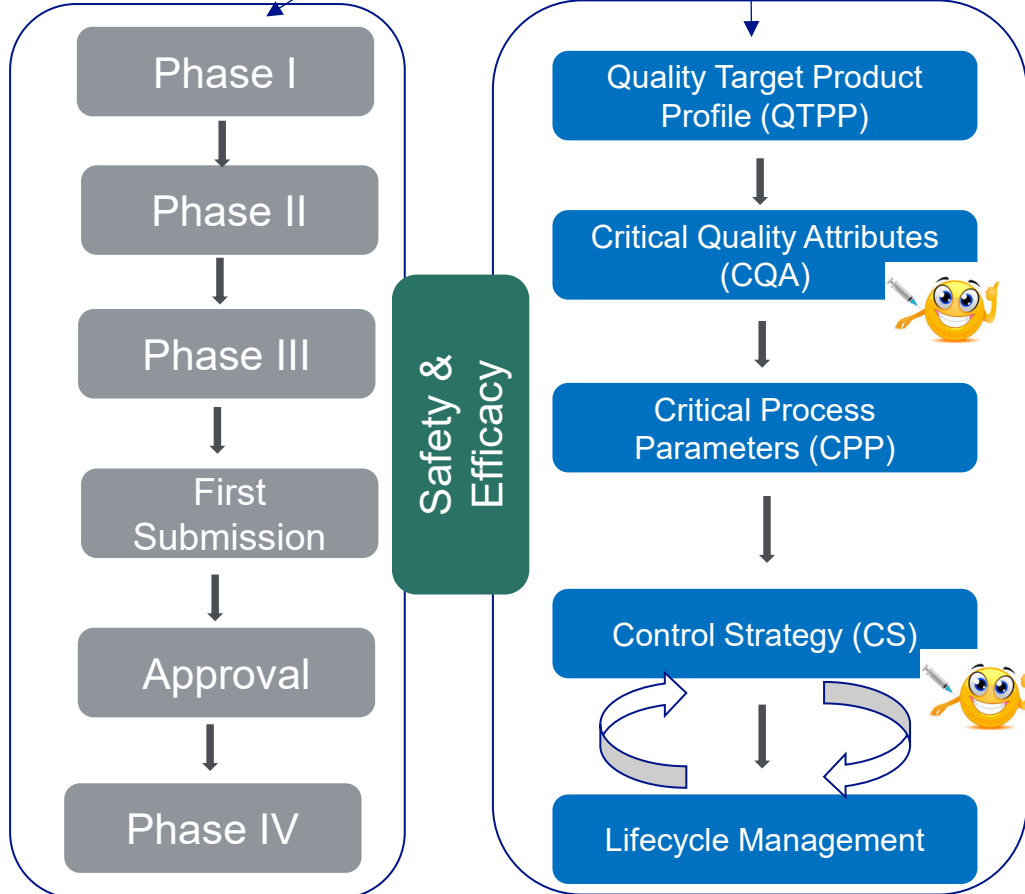 Phase I
Phase II
Phase III
First
Submission
Approval
Phase IV
Safety &
Efficacy
Quality Target Product
Profile (QTPP)
Critical Quality Attributes
(CQA)
Critical Process
Parameters (CPP)
Control Strategy (CS)
Lifecycle Management